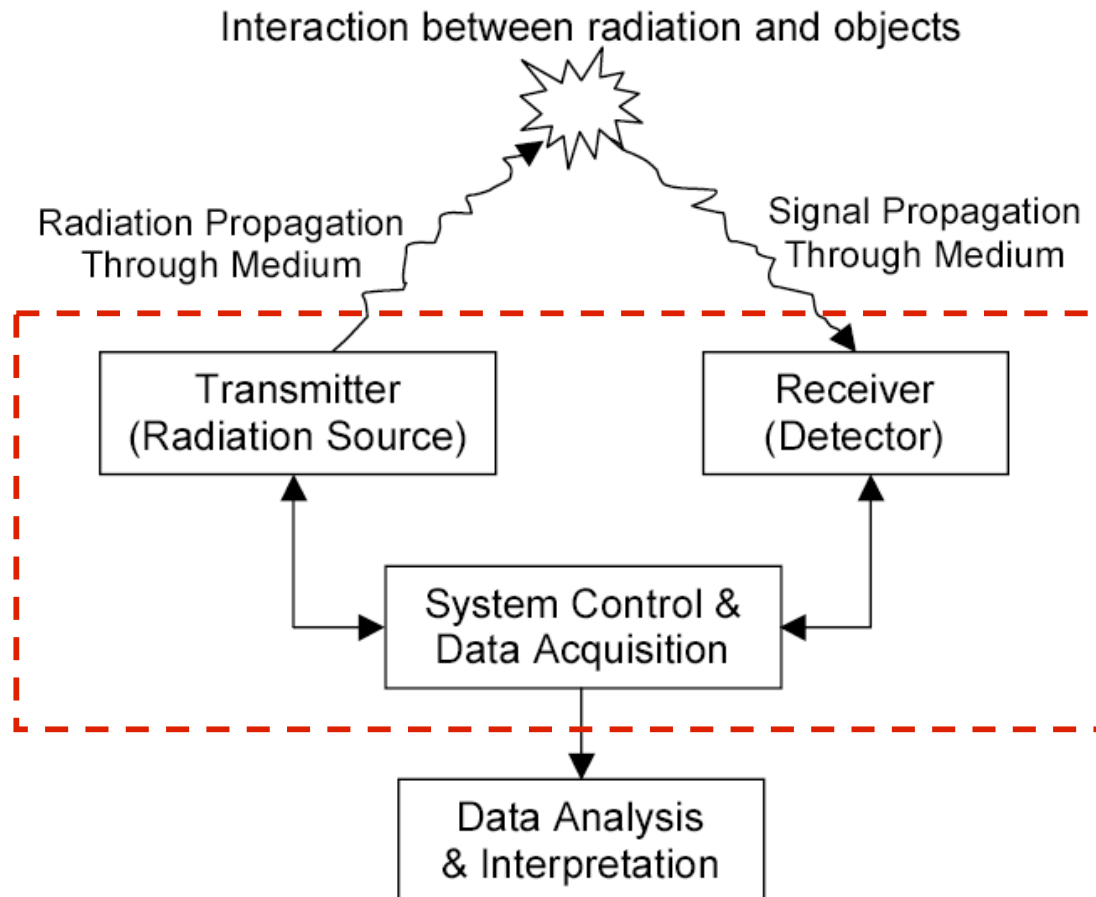 Interaction between radiation and objects
Radiation Propagation
Through Medium
Signal Propagation
Through Medium
Transmitter
(Radiation Source)
Receiver
(Detector)
System Control &
Data Acquisition
Data Analysis
& Interpretation